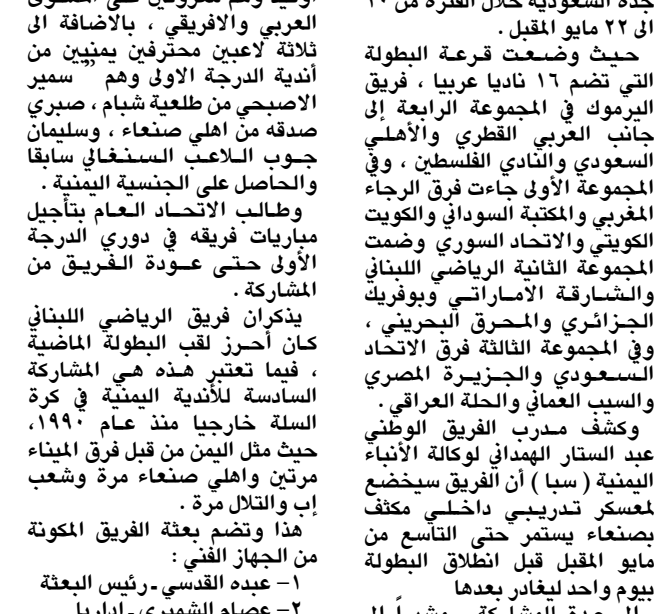 جدة السعودية خلال الفترة من ١٠
الى ٢٢ مايو المقبل .
حيث وضعت قرعة البطولة
التي تضم ١٦ ناديا عربيا ، فريق
اليرموك في المجموعة الرابعة إلى
جانب العربي القطري والأهلي
السعودي والنادي الفلسطين ، وفي
المجموعة الأولى جاءت فرق الرجاء
المغربي والمكتبة السوداني والكويت
الكويتي والاتحاد السوري وضمت
المجموعة الثانية الرياضي اللبناني
والشارقة الاماراتي وبوفريك
الجزائري والمحرق البحريني ،
وفي المجموعة الثالثة فرق الاتحاد
السعودي والجزيرة المصري
والسيب العماني والحلة العراقي .
وكشف مدرب الفريق الوطني
عبد الستار الهمداني لوكالة الأنباء
اليمنية ( سبا ) أن الفريق سيخضع
لمعسكر تدريبي داخلي مكثف
بصنعاء يستمر حتى التاسع من
مايو المقبل قبل انطلاق البطولة
بيوم واحد ليغادر بعدها
العربي والافريقي ، بالاضافة الى
ثلاثة لاعبين محترفين يمنيين من
أندية الدرجة الاولى وهم ” سمير
الاصبحي من طلعية شبام ، صبري
صدقه من اهلي صنعاء ، وسليمان
جوب اللاعب السنغالي سابقا
والحاصل على الجنسية اليمنية .
وطالب الاتحاد العام بتأجيل
مباريات فريقه في دوري الدرجة
الأولى حتى عودة الفريق من
المشاركة .
يذكران فريق الرياضي اللبناني
كان أحرز لقب البطولة الماضية
، فيما تعتبر هذه هي المشاركة
السادسة للأندية اليمنية في كرة
السلة خارجيا منذ عام ١٩٩٠،
حيث مثل اليمن من قبل فرق الميناء
مرتين واهلي صنعاء مرة وشعب
إب والتلال مرة .
هذا وتضم بعثة الفريق المكونة
من الجهاز الفني :
١– عبده القدسي ـ رئيس البعثة
٢– عصام الشميري ـ اداريا